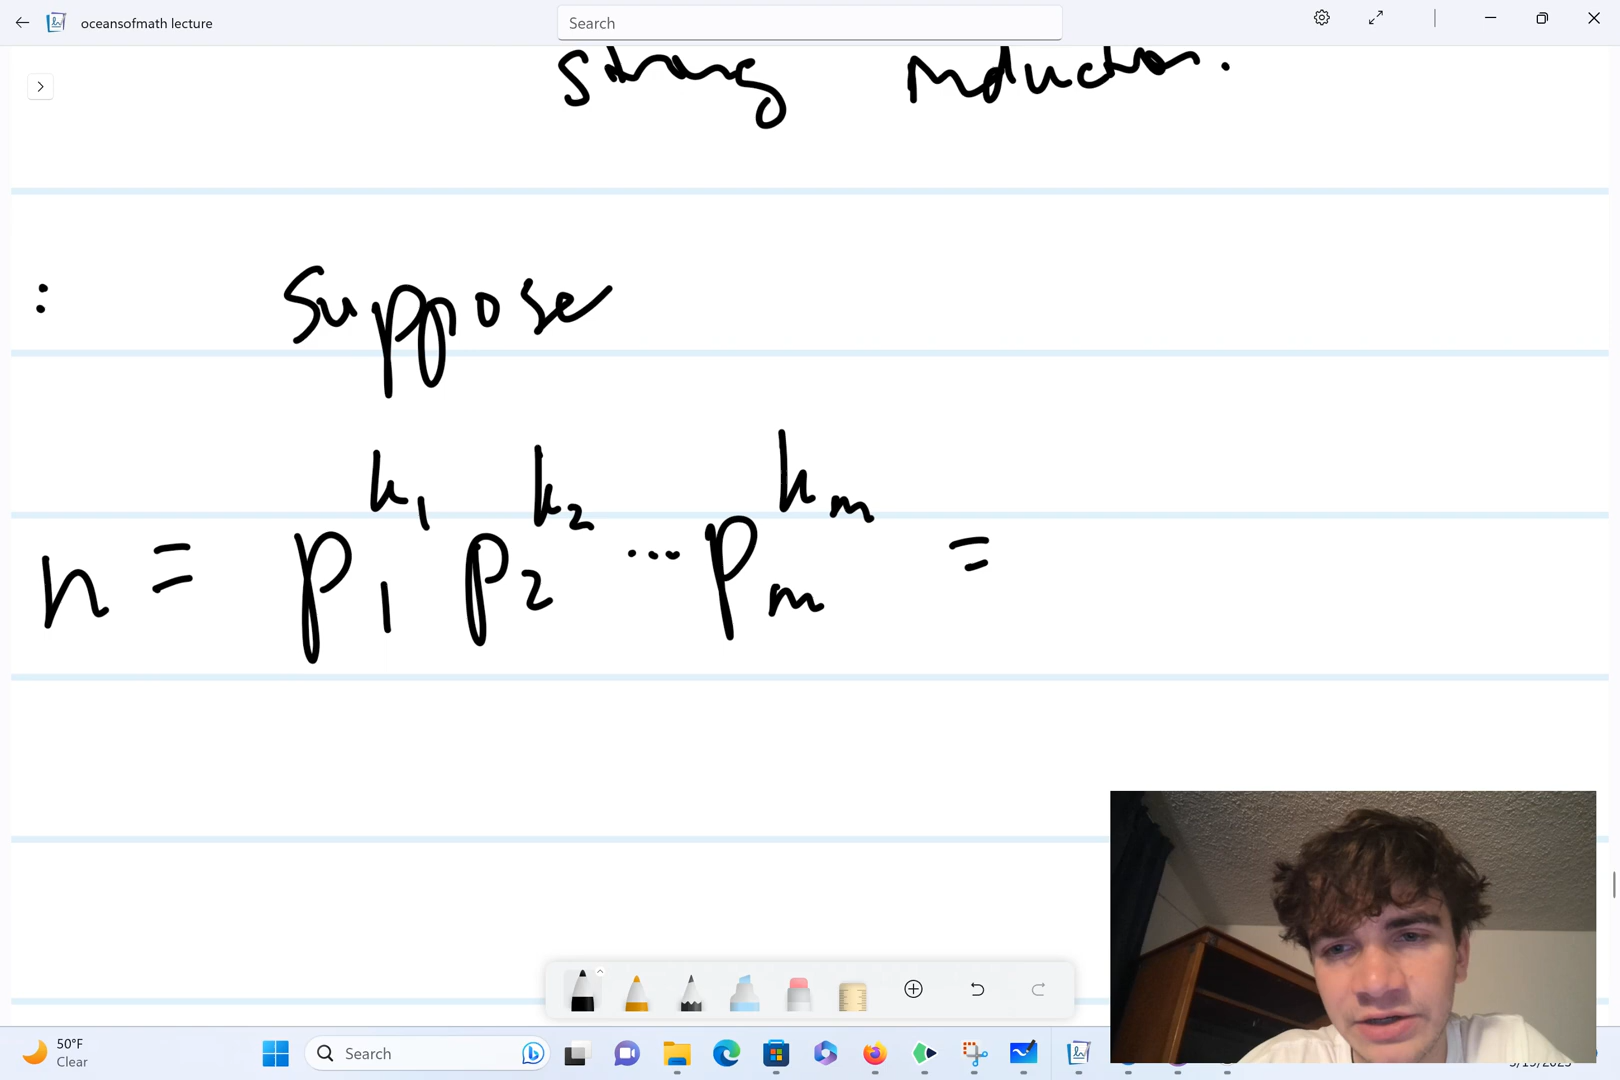 oceansofmath lecture
Search
strong induction.
: Suppose
n = p₁^k₁ p₂^k₂ ... pₘ^kₘ =
50°F
Clear
Search